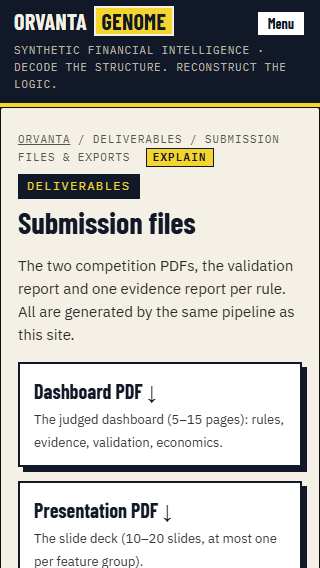 ORVANTA GENOME
Menu
SYNTHETIC FINANCIAL INTELLIGENCE ·
DECODE THE STRUCTURE. RECONSTRUCT THE
LOGIC.
ORVANTA / DELIVERABLES / SUBMISSION
FILES & EXPORTS EXPLAIN
DELIVERABLES
Submission files
The two competition PDFs, the validation
report and one evidence report per rule.
All are generated by the same pipeline as
this site.
Dashboard PDF ↓
The judged dashboard (5–15 pages): rules,
evidence, validation, economics.
Presentation PDF ↓
The slide deck (10–20 slides, at most one
per feature group).